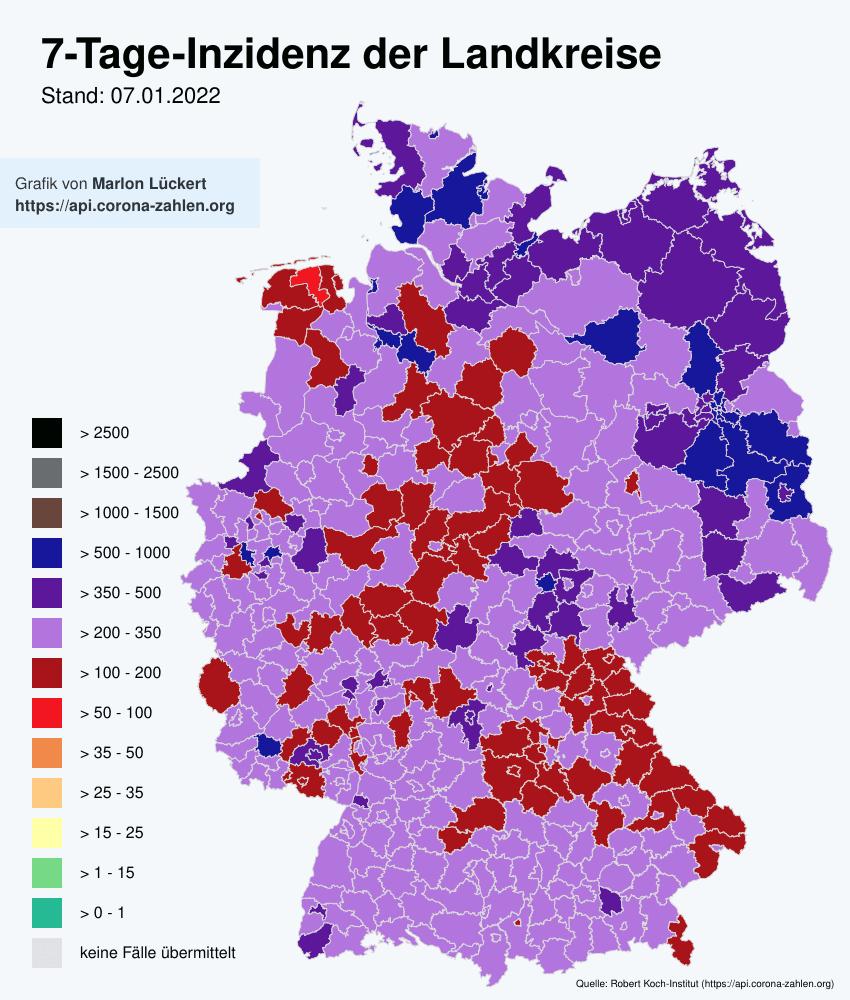 7-Tage-Inzidenz der Landkreise
Stand: 07.01.2022
Grafik von Marlon Lückert
https://api.corona-zahlen.org
> 2500
> 1500 - 2500
> 1000 - 1500
> 500 - 1000
> 350 - 500
> 200 - 350
> 100 - 200
> 50 - 100
> 35 - 50
> 25 - 35
> 15 - 25
> 1 - 15
> 0 - 1
keine Fälle übermittelt
Quelle: Robert Koch-Institut (https://api.corona-zahlen.org)